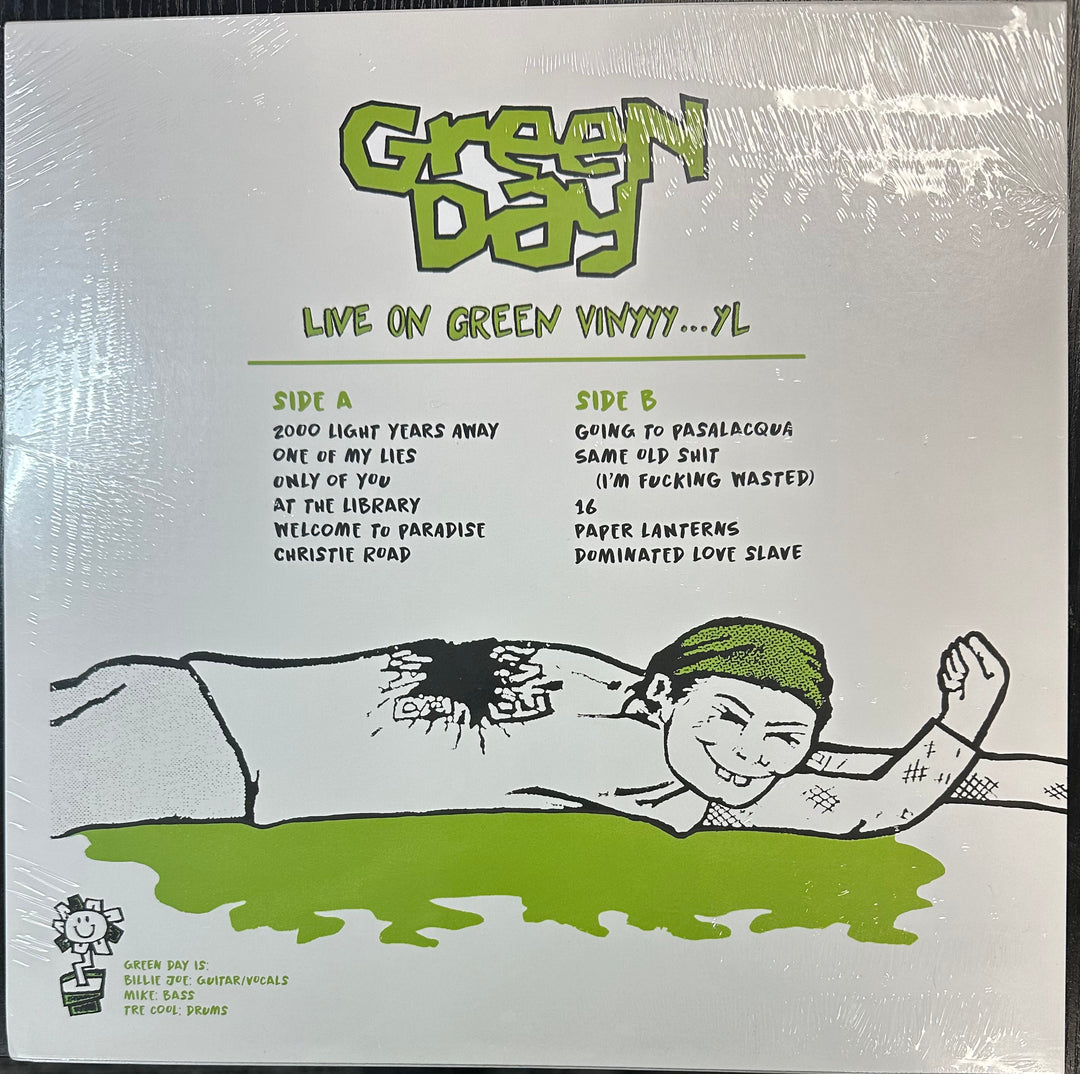 Green
Day
LIVE ON GREEN VINYYY...YL
SIDE A
2000 LIGHT YEARS AWAY
ONE OF MY LIES
ONLY OF YOU
AT THE LIBRARY
WELCOME TO PARADISE
CHRISTIE ROAD
SIDE B
GOING TO PASALACQUA
SAME OLD SHIT
(I'M FUCKING WASTED)
16
PAPER LANTERNS
DOMINATED LOVE SLAVE
GREEN DAY IS:
BILLIE JOE: GUITAR/VOCALS
MIKE: BASS
TRE COOL: DRUMS